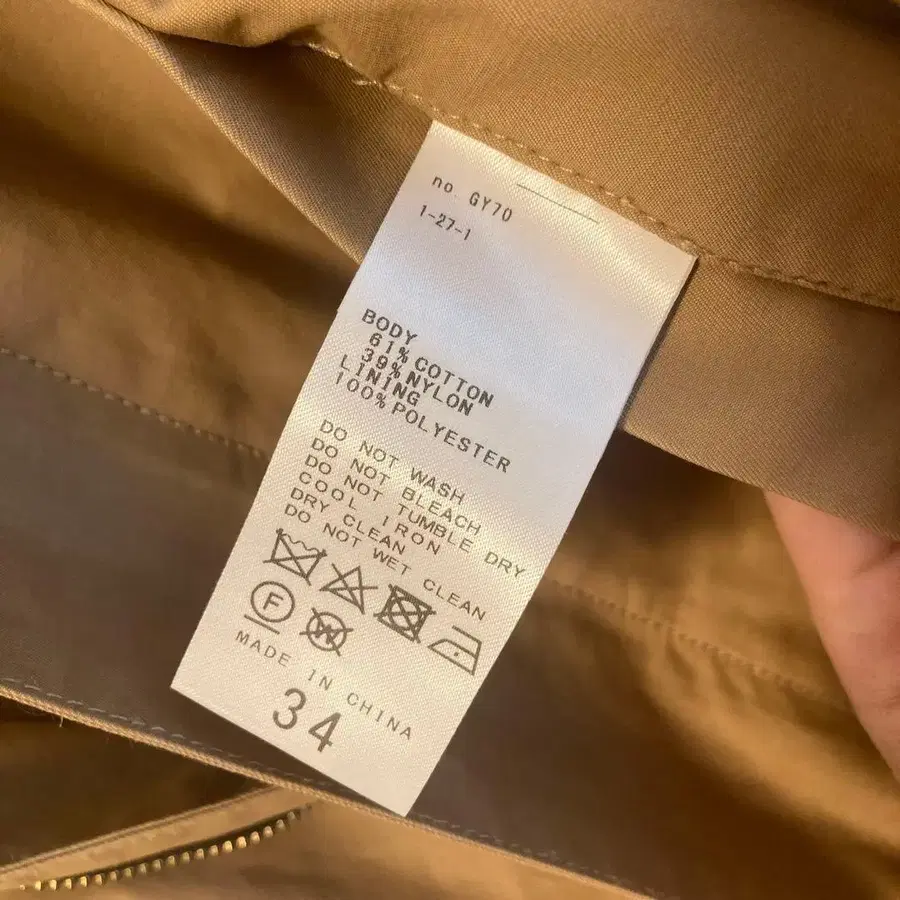 no. GY70
1-27-1
BODY
61% COTTON
39% NYLON
LINING
100% POLYESTER
DO NOT WASH
DO NOT BLEACH
DO NOT TUMBLE DRY
COOL IRON
DRY CLEAN
DO NOT WET CLEAN
F W
MADE IN CHINA
34